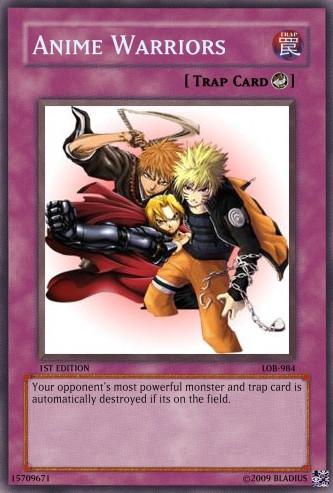 ANIME WARRIORS
TRAP
罠
[ TRAP CARD ]
1ST EDITION
LOB-984
Your opponent's most powerful monster and trap card is
automatically destroyed if its on the field.
15709671
©2009 BLADIUS